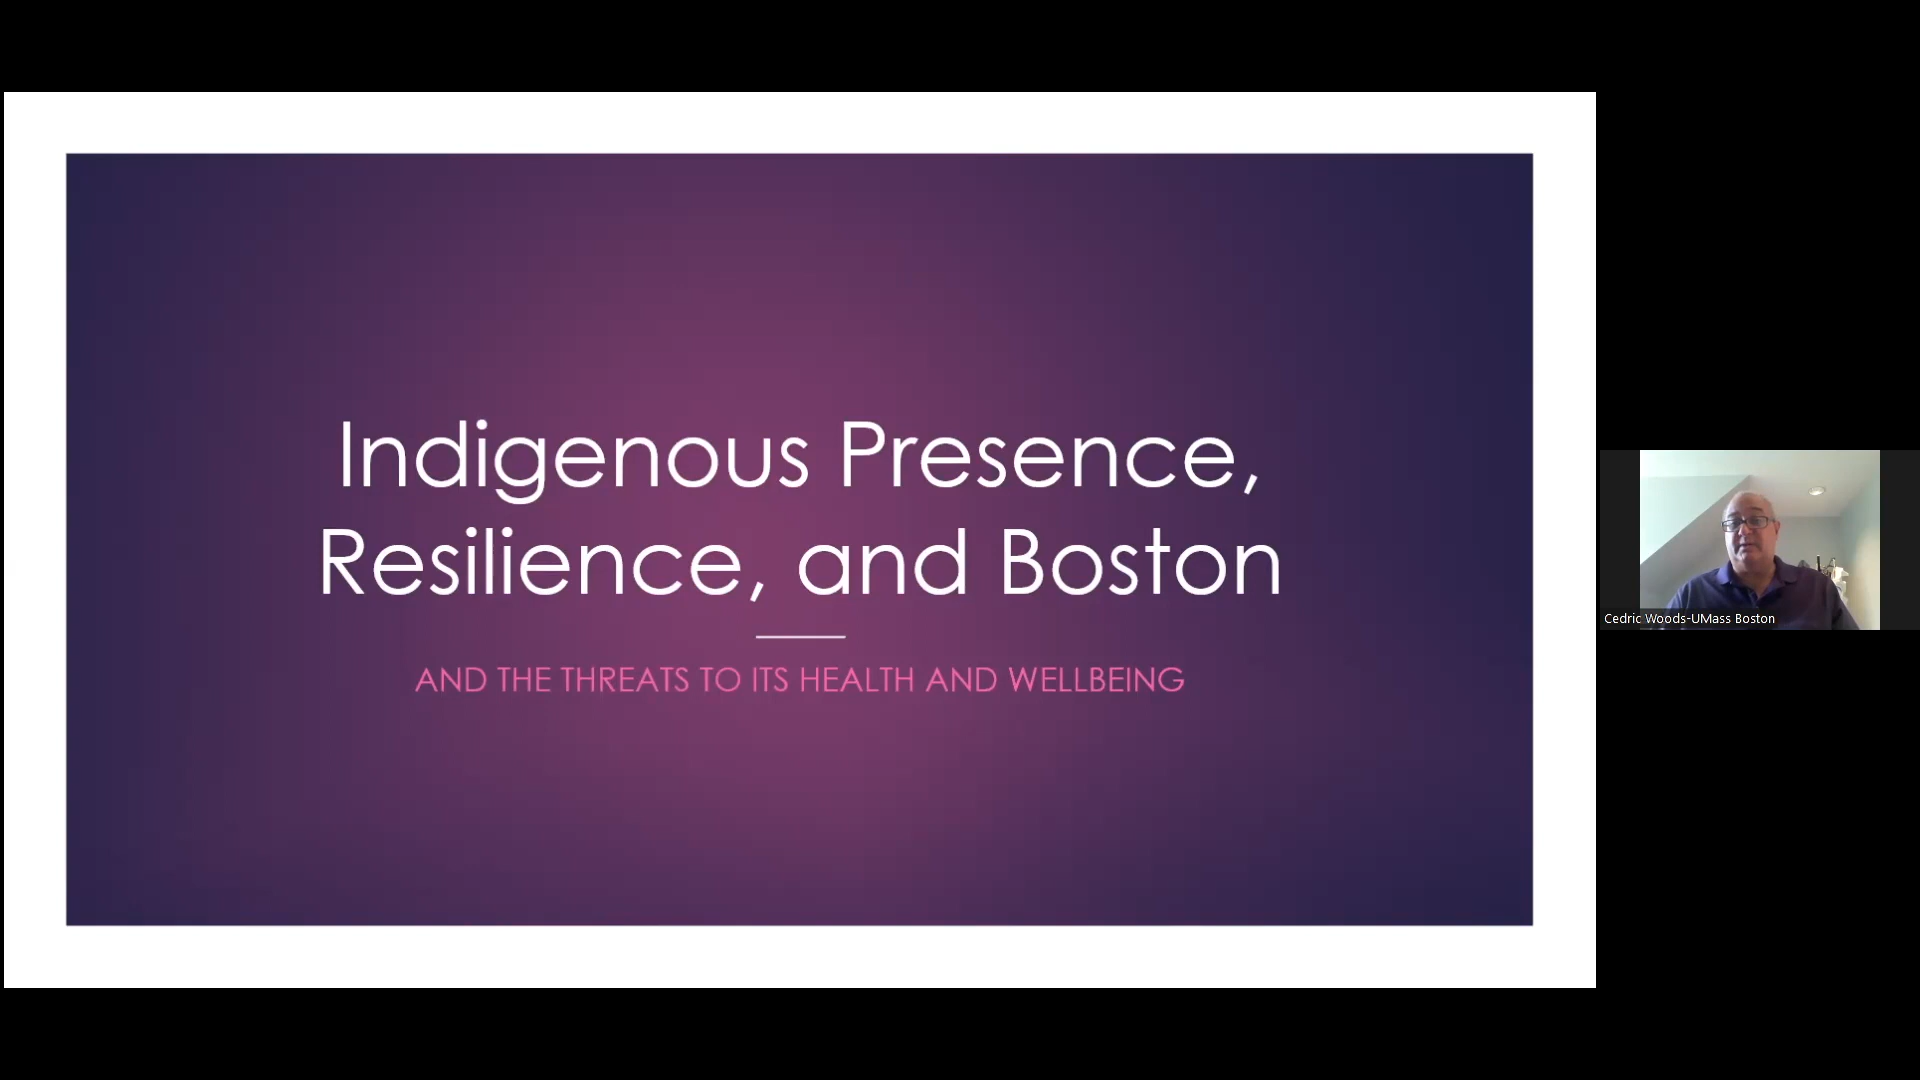 Indigenous Presence,
Resilience, and Boston
AND THE THREATS TO ITS HEALTH AND WELLBEING
Cedric Woods-UMass Boston